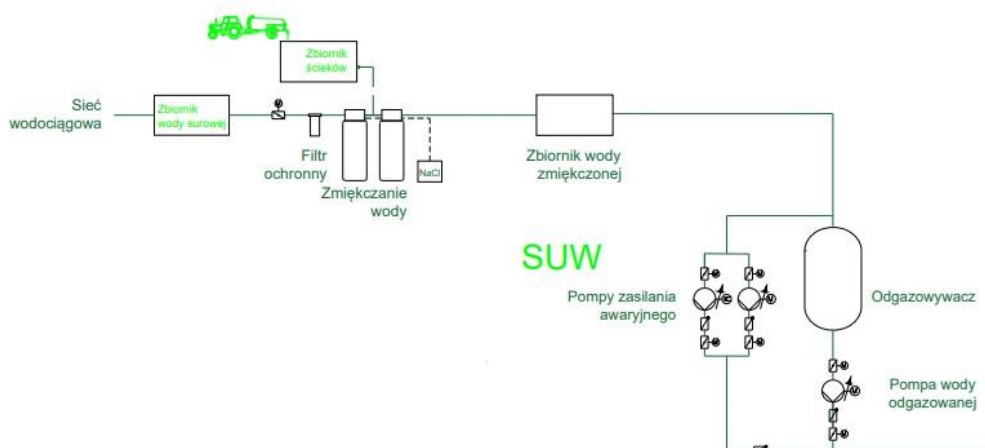 Zbiornik
ścieków
Sieć
wodociągowa
Zbiornik
wody surowej
M
Filtr
ochronny
NaCl
Zmiękczanie
wody
Zbiornik wody
zmiękczonej
SUW
Pompy zasilania
awaryjnego
M
M
M
M
M
M
Odgazowywacz
Pompa wody
odgazowanej
M
M
M